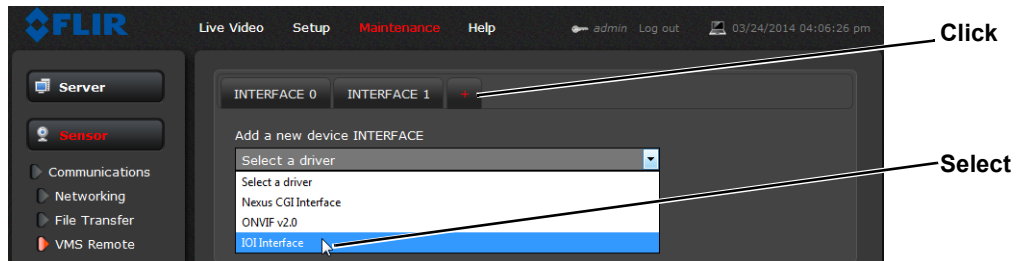 FLIR Live Video Setup Maintenance Help admin Log out 03/24/2014 04:06:26 pm
Click
Server
INTERFACE 0 INTERFACE 1 +
Sensor
Add a new device INTERFACE
Select a driver
Select
Communications
Select a driver
Networking
Nexus CGI Interface
File Transfer
ONVIF v2.0
VMS Remote
IOI Interface